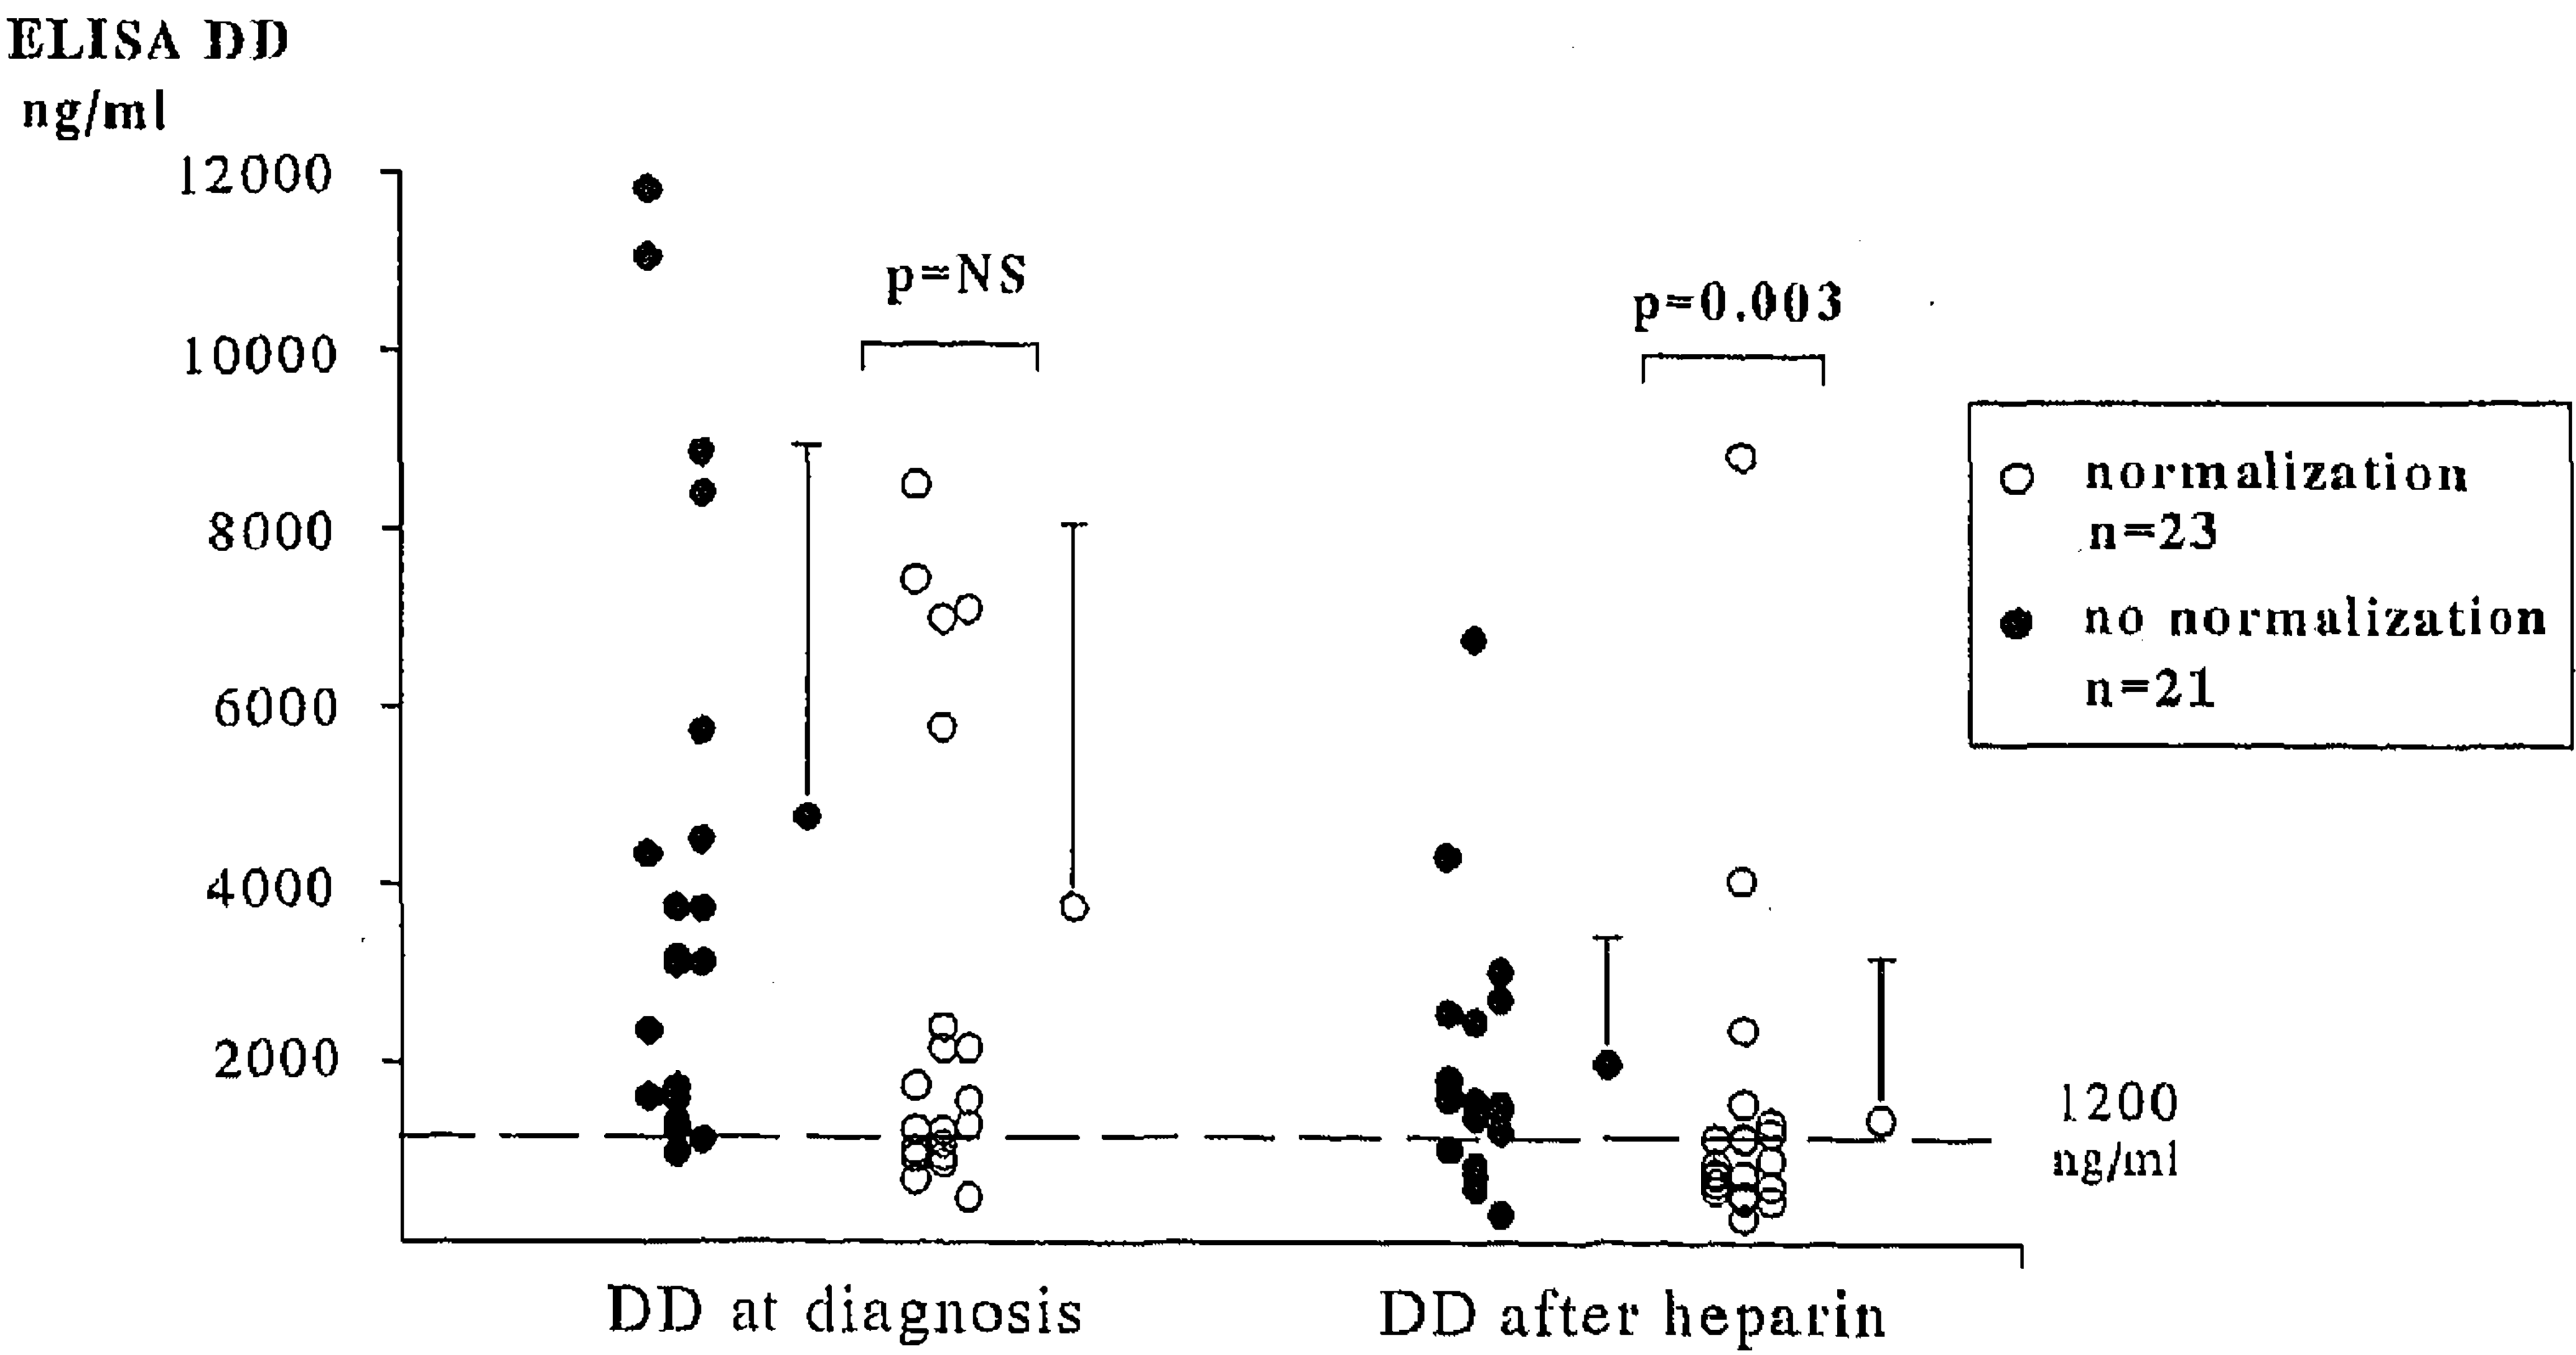 ELISA DD
ng/ml
12000
10000
8000
6000
4000
2000
p=NS
p=0.003
normalization
n=23
no normalization
n=21
1200
ng/ml
DD at diagnosis
DD after heparin